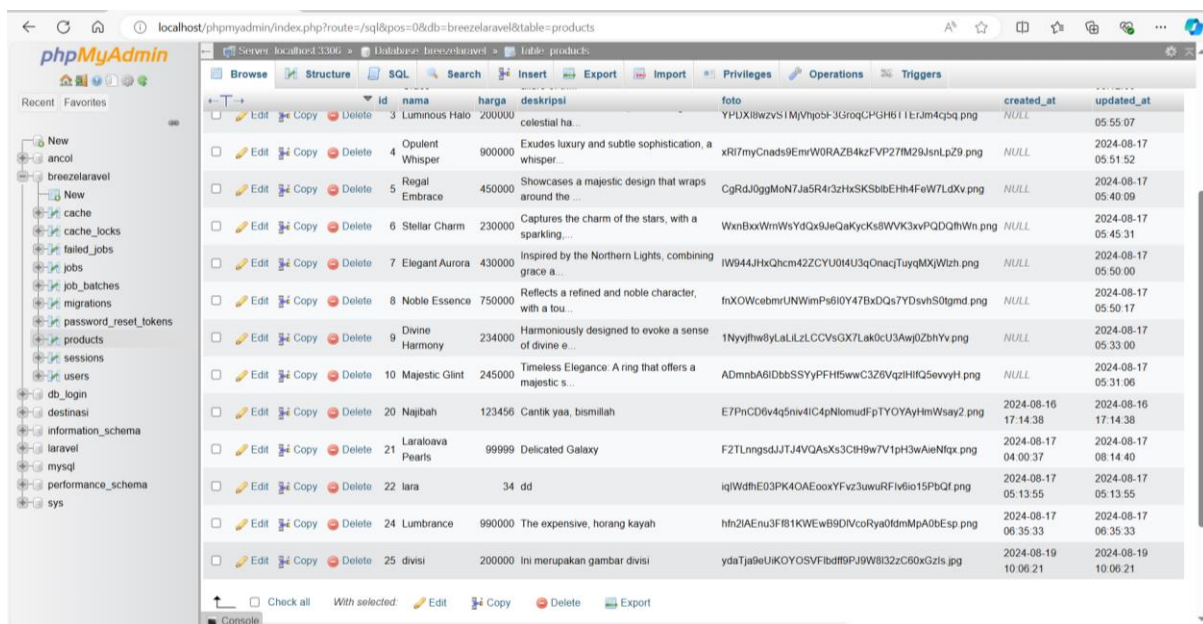 localhost/phpmyadmin/index.php?route=/sql&pos=0&db=breezelaravel&table=products
phpMyAdmin
Recent Favorites
New
ancol
breezelaravel
New
cache
cache_locks
failed_jobs
jobs
job_batches
migrations
password_reset_tokens
products
sessions
users
db_login
destinasi
information_schema
laravel
mysql
performance_schema
sys
Server: localhost:3306 » Database: breezelaravel » Table: products
Browse Structure SQL Search Insert Export Import Privileges Operations Triggers
id nama harga deskripsi foto created_at updated_at
Edit Copy Delete 3 Luminous Halo 200000 celestial ha... NULL 05:55:07
Edit Copy Delete 4 Opulent Whisper 900000 Exudes luxury and subtle sophistication, a whisper... xRI7myCnads9EmrW0RAZB4kzFVP27fM29JsnLpZ9.png NULL 2024-08-17 05:51:52
Edit Copy Delete 5 Regal Embrace 450000 Showcases a majestic design that wraps around the ... CgRdJ0ggMoN7Ja5R4r3zHxSKSblbEHh4FeW7LdXv.png NULL 2024-08-17 05:40:09
Edit Copy Delete 6 Stellar Charm 230000 Captures the charm of the stars, with a sparkling,... WxnBxxWrnWsYdQx9JeQaKycKs8WVK3xvPQDQfhWn.png NULL 2024-08-17 05:45:31
Edit Copy Delete 7 Elegant Aurora 430000 Inspired by the Northern Lights, combining grace a... IW944JHxQhcm42ZCYU0t4U3qOnacjTuyqMXjWlzh.png NULL 2024-08-17 05:50:00
Edit Copy Delete 8 Noble Essence 750000 Reflects a refined and noble character, with a tou... fnXOWcebmrUNWimPs6l0Y47BxDQs7YDsvhS0tgmd.png NULL 2024-08-17 05:50:17
Edit Copy Delete 9 Divine Harmony 234000 Harmoniously designed to evoke a sense of divine e... 1Nyvjfhw8yLaLiLzLCCVsGX7Lak0cU3Awj0ZbhYv.png NULL 2024-08-17 05:33:00
Edit Copy Delete 10 Majestic Glint 245000 Timeless Elegance: A ring that offers a majestic s... ADmnbA6IDbbSSYyPFHf5wwC3Z6VqzlHlfQ5evvyH.png NULL 2024-08-17 05:31:06
Edit Copy Delete 20 Najibah 123456 Cantik yaa, bismillah E7PnCD6v4q5niv4IC4pNlomudFpTYOYAyHmWsay2.png 2024-08-16 17:14:38 2024-08-16 17:14:38
Edit Copy Delete 21 Laraloava Pearls 99999 Delicated Galaxy F2TLnngsdJJTJ4VQAsXs3CtH9w7V1pH3wAieNfqx.png 2024-08-17 04:00:37 2024-08-17 08:14:40
Edit Copy Delete 22 lara 34 dd iqlWdfhE03PK4OAEooxYFvz3uwuRFlv6io15PbQf.png 2024-08-17 05:13:55 2024-08-17 05:13:55
Edit Copy Delete 24 Lumbrance 990000 The expensive, horang kayah hfn2lAEnu3Ff81KWEwB9DlVcoRya0fdmMpA0bEsp.png 2024-08-17 06:35:33 2024-08-17 06:35:33
Edit Copy Delete 25 divisi 200000 Ini merupakan gambar divisi ydaTja9eUiKOYOSVFlbdff9PJ9W8l32zC60xGzIs.jpg 2024-08-19 10:06:21 2024-08-19 10:06:21
Check all With selected: Edit Copy Delete Export
Console